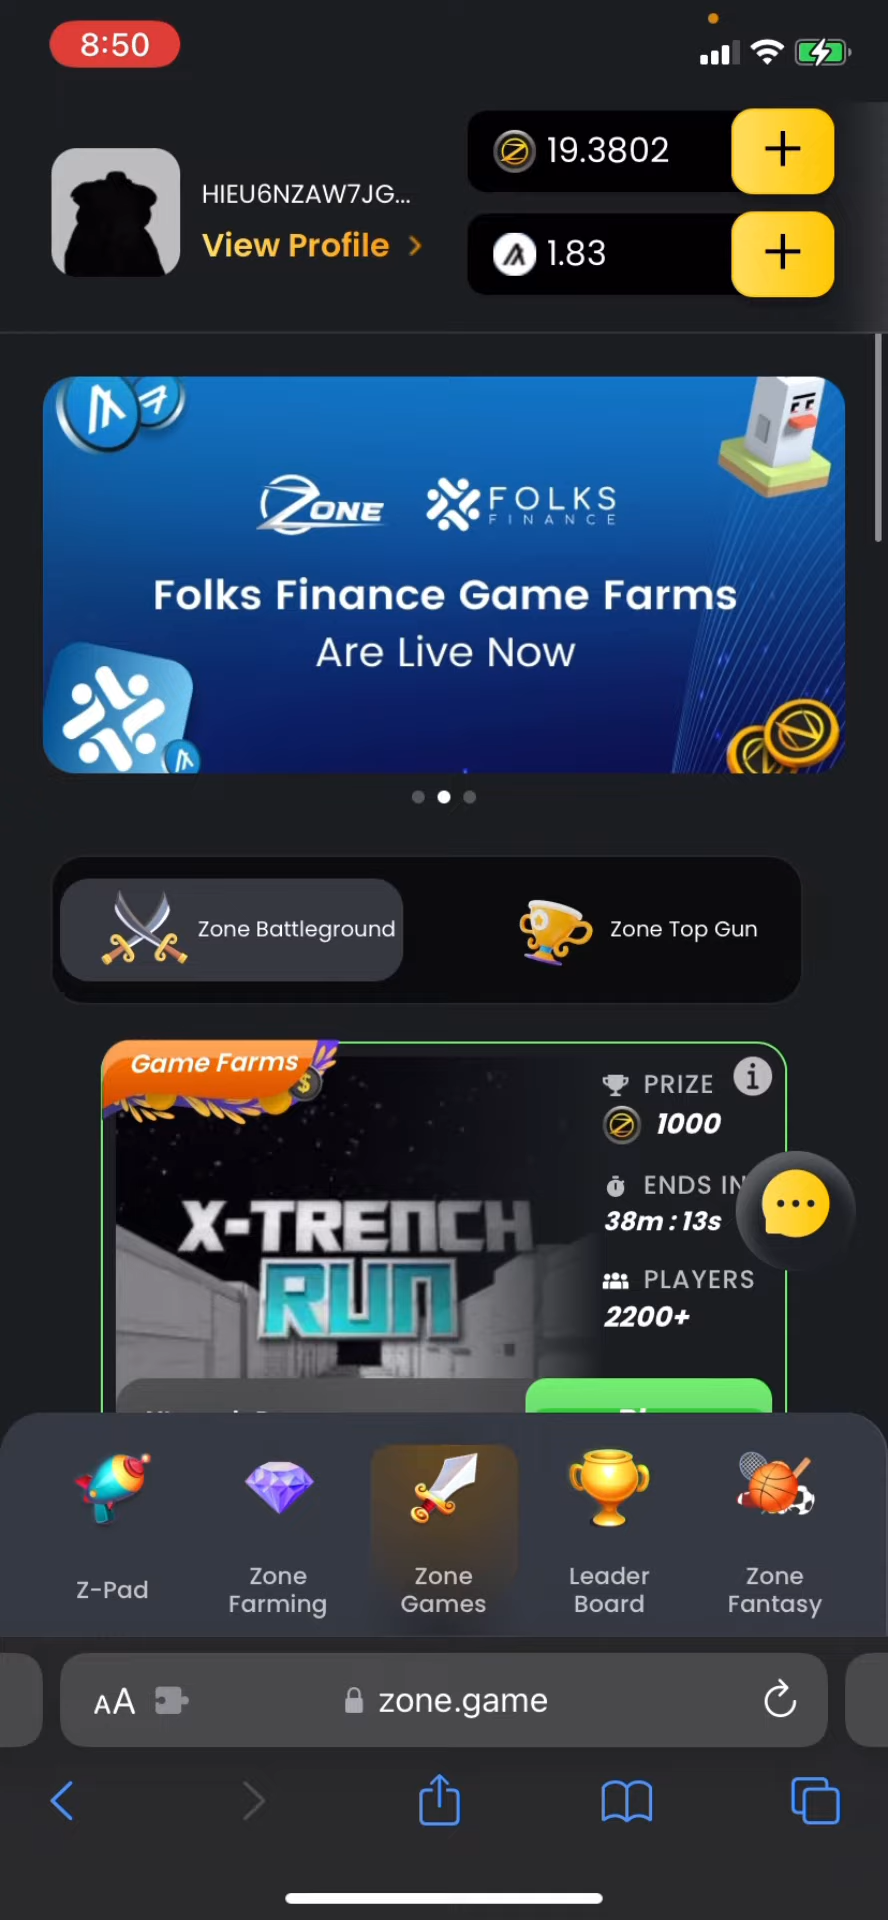 8:50
19.3802
HIEU6NZAW7JG...
View Profile
1.83
ZONE
FOLKS
FINANCE
Folks Finance Game Farms
Are Live Now
Zone Battleground
Zone Top Gun
Game Farms
PRIZE
1000
X-TRENCH
RUN
ENDS IN
38m : 13s
PLAYERS
2200+
Z-Pad
Zone
Farming
Zone
Games
Leader
Board
Zone
Fantasy
AA
zone.game